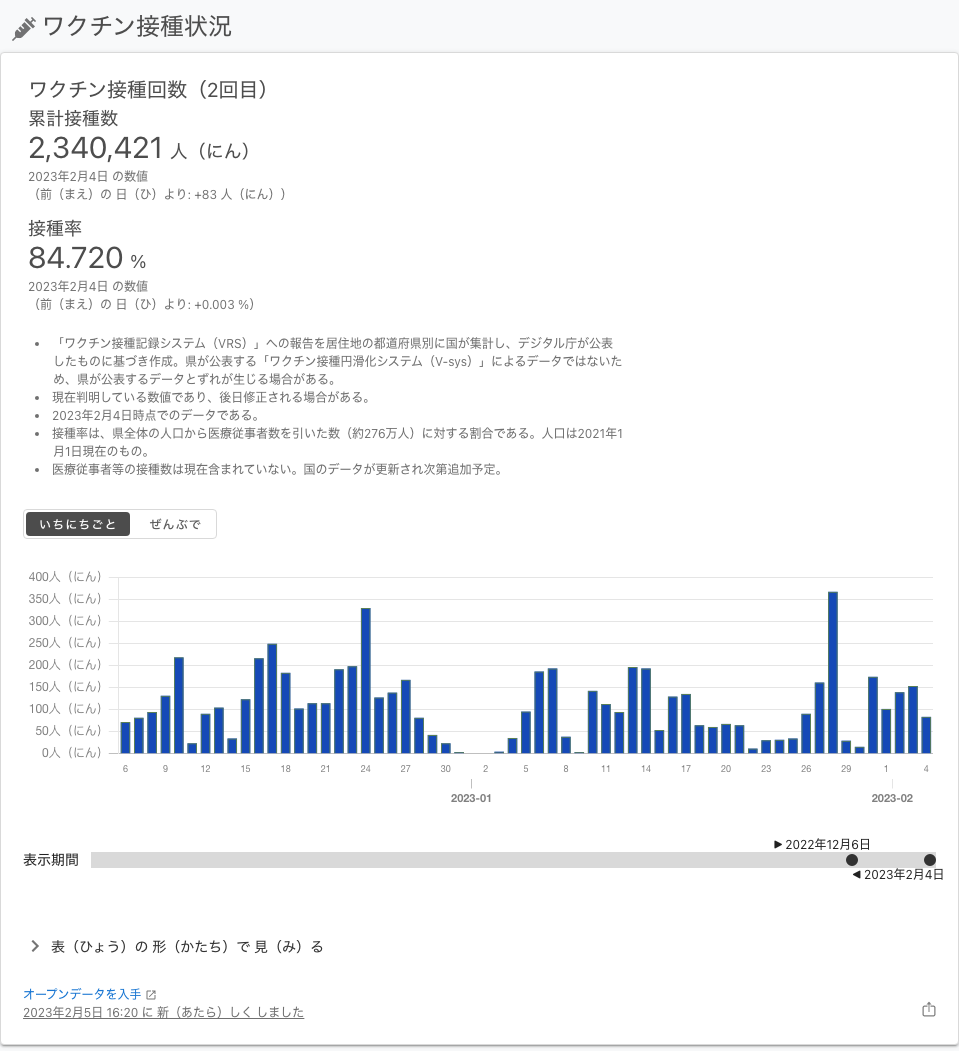 ワクチン接種状況
ワクチン接種回数（2回目）
累計接種数
2,340,421 人（にん）
2023年2月4日 の数値
（前（まえ）の 日（ひ）より: +83 人（にん））
接種率
84.720 %
2023年2月4日 の数値
（前（まえ）の 日（ひ）より: +0.003 %）
• 「ワクチン接種記録システム（VRS）」への報告を居住地の都道府県別に国が集計し、デジタル庁が公表
したものに基づき作成。県が公表する「ワクチン接種円滑化システム（V-sys）」によるデータではないた
め、県が公表するデータとずれが生じる場合がある。
• 現在判明している数値であり、後日修正される場合がある。
• 2023年2月4日時点でのデータである。
• 接種率は、県全体の人口から医療従事者数を引いた数（約276万人）に対する割合である。人口は2021年1
月1日現在のもの。
• 医療従事者等の接種数は現在含まれていない。国のデータが更新され次第追加予定。
いちにちごと ぜんぶで
400人（にん）
350人（にん）
300人（にん）
250人（にん）
200人（にん）
150人（にん）
100人（にん）
50人（にん）
0人（にん）
6 9 12 15 18 21 24 27 30 2 5 8 11 14 17 20 23 26 29 1 4
2023-01 2023-02
▶ 2022年12月6日
表示期間
◀ 2023年2月4日
表（ひょう）の 形（かたち）で 見（み）る
オープンデータを入手
2023年2月5日 16:20 に 新（あたら）しく しました